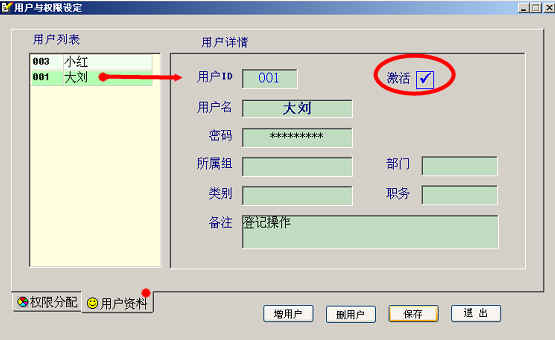 用户与权限设定
用户列表
003 小红
001 大刘
用户详情
用户ID 001 激活
用户名 大刘
密码 *********
所属组 部门
类别 职务
备注 登记操作
权限分配 用户资料
增用户 删用户 保存 退出